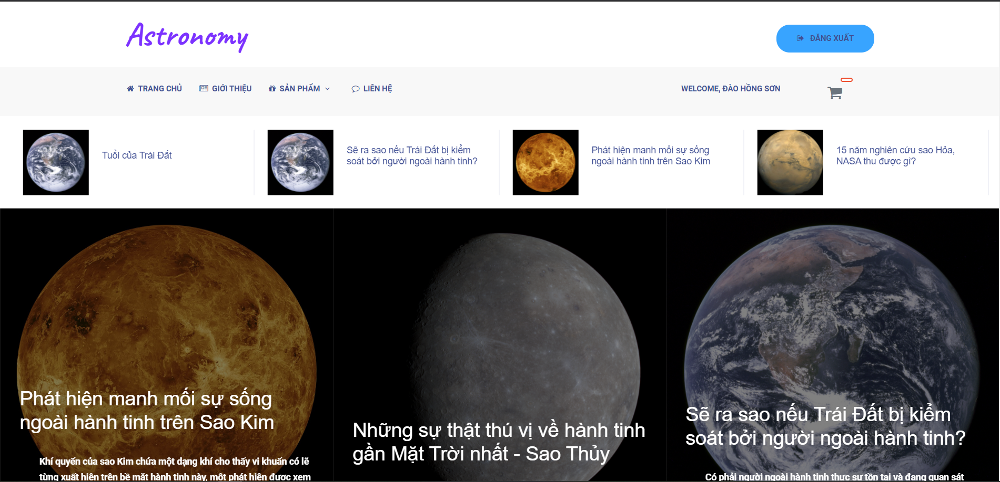 Astronomy
ĐĂNG XUẤT
TRANG CHỦ GIỚI THIỆU SẢN PHẨM LIÊN HỆ WELCOME, ĐÀO HỒNG SƠN
Tuổi của Trái Đất
Sẽ ra sao nếu Trái Đất bị kiểm
soát bởi người ngoài hành tinh?
Phát hiện manh mối sự sống
ngoài hành tinh trên Sao Kim
15 năm nghiên cứu sao Hỏa,
NASA thu được gì?
Phát hiện manh mối sự sống
ngoài hành tinh trên Sao Kim
Khí quyển của sao Kim chứa một dạng khí cho thấy vi khuẩn có lẽ
từng xuất hiện trên bề mặt hành tinh này, một phát hiện được xem
Những sự thật thú vị về hành tinh
gần Mặt Trời nhất - Sao Thủy
Sẽ ra sao nếu Trái Đất bị kiểm
soát bởi người ngoài hành tinh?
Có phải người ngoài hành tinh thực sự tồn tại và đang quan sát